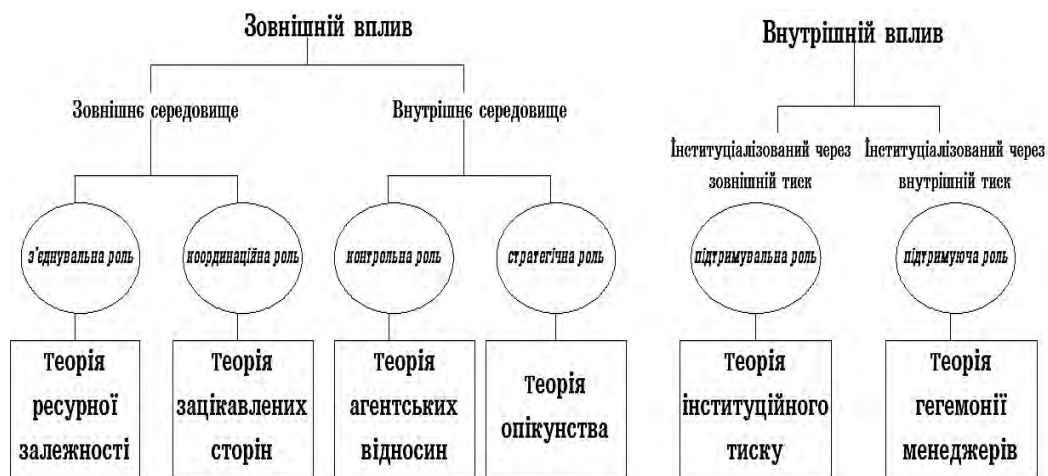 Зовнішній вплив
Внутрішній вплив
Зовнішнє середовище
Внутрішнє середовище
Інституціалізований через
зовнішній тиск
Інституціалізований через
внутрішній тиск
з'єднувальна роль
координаційна роль
контрольна роль
стратегічна роль
підтримувальна роль
підтримуюча роль
Теорія
ресурної
залежності
Теорія
зацікавлених
сторін
Теорія
агентських
відносин
Теорія
опікунства
Теорія
інституційного
тиску
Теорія
гегемонії
менеджерів